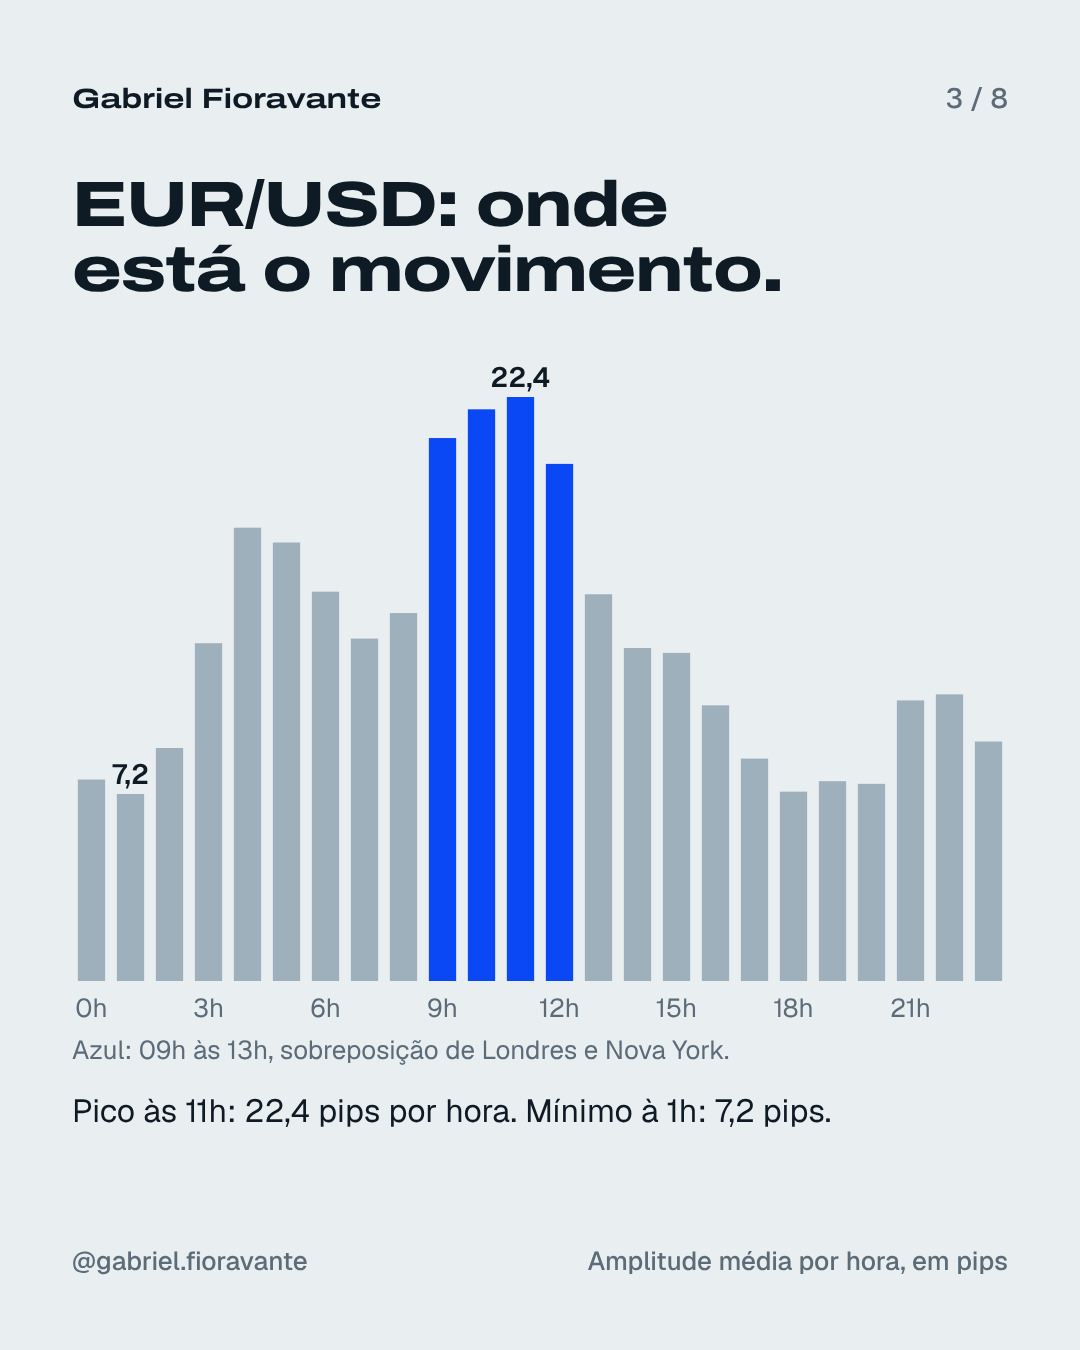 Gabriel Fioravante
3 / 8
EUR/USD: onde
está o movimento.
22,4
7,2
0h 3h 6h 9h 12h 15h 18h 21h
Azul: 09h às 13h, sobreposição de Londres e Nova York.
Pico às 11h: 22,4 pips por hora. Mínimo à 1h: 7,2 pips.
@gabriel.fioravante
Amplitude média por hora, em pips